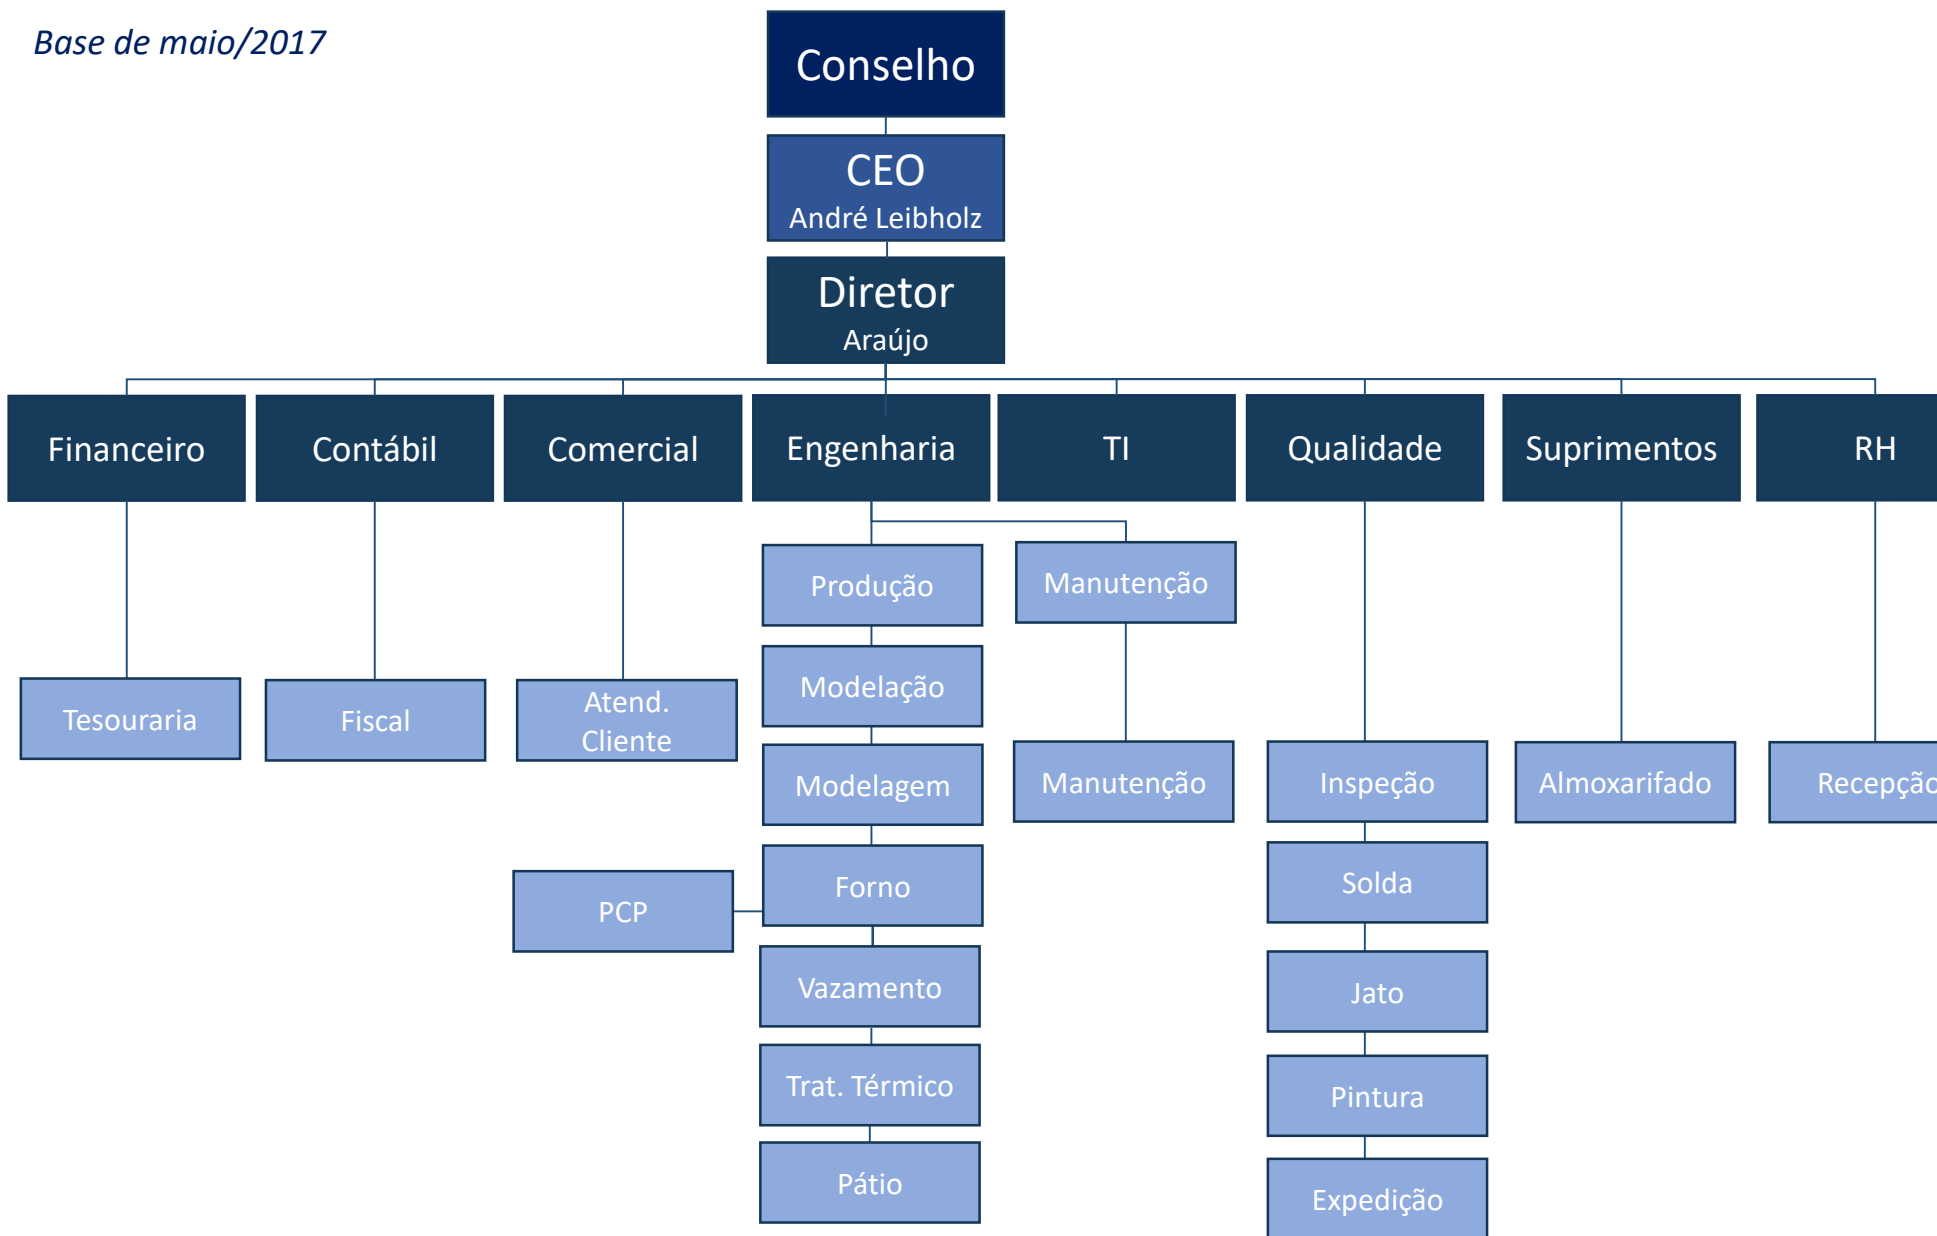 Base de maio/2017
Conselho
CEO
André Leibholz
Diretor
Araújo
Financeiro
Contábil
Comercial
Engenharia
TI
Qualidade
Suprimentos
RH
Produção
Manutenção
Modelação
Tesouraria
Fiscal
Atend.
Cliente
Modelagem
Manutenção
Inspeção
Almoxarifado
Recepção
Forno
Solda
PCP
Vazamento
Jato
Trat. Térmico
Pintura
Pátio
Expedição